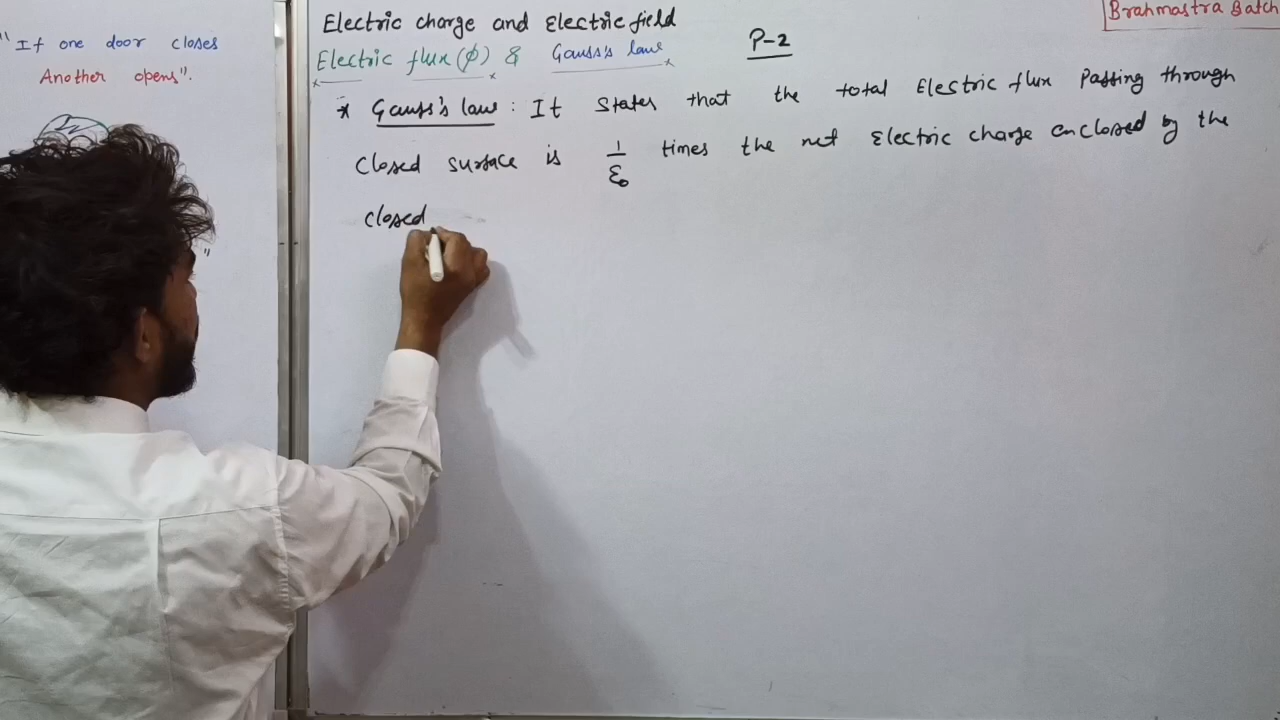 "If one door closes
Another opens".
Electric charge and Electric field
Electric flux (φ) & Gauss's law
P-2
Brahmastra Batch
* Gauss's law : It states that the total Electric flux Passing through
closed surface is 1/ε₀ times the net Electric charge enclosed by the
closed